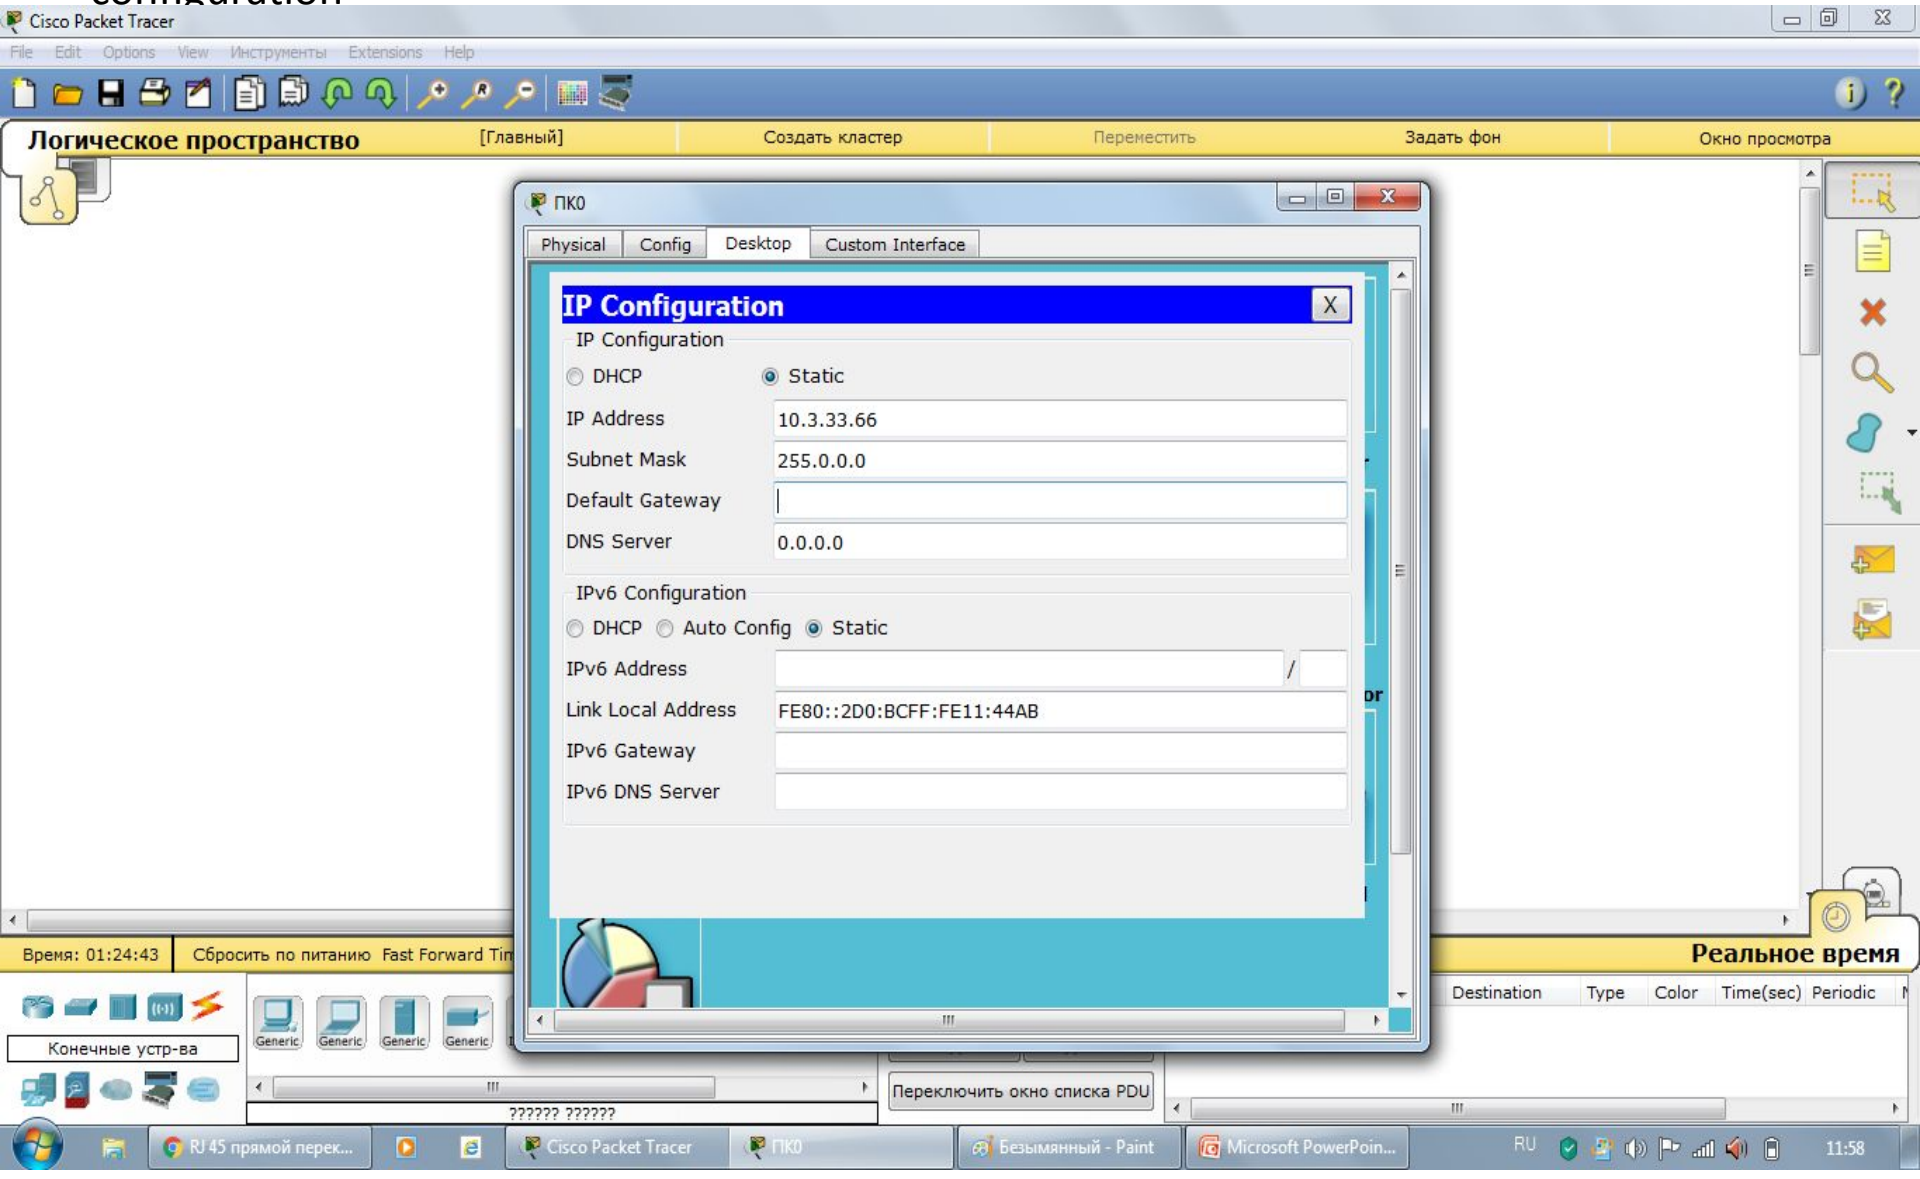 configuration
Cisco Packet Tracer
File Edit Options View Инструменты Extensions Help
Логическое пространство [Главный] Создать кластер Переместить Задать фон Окно просмотра
ПК0
Physical Config Desktop Custom Interface
IP Configuration X
IP Configuration
DHCP Static
IP Address 10.3.33.66
Subnet Mask 255.0.0.0
Default Gateway
DNS Server 0.0.0.0
IPv6 Configuration
DHCP Auto Config Static
IPv6 Address /
Link Local Address FE80::2D0:BCFF:FE11:44AB
or
IPv6 Gateway
IPv6 DNS Server
Время: 01:24:43 Сбросить по питанию Fast Forward Tim
Реальное время
Destination Type Color Time(sec) Periodic
Generic Generic Generic Generic
Конечные устр-ва
Переключить окно списка PDU
?????? ??????
RJ45 прямой перек... Cisco Packet Tracer ПК0 Безымянный - Paint Microsoft PowerPoin... RU 11:58